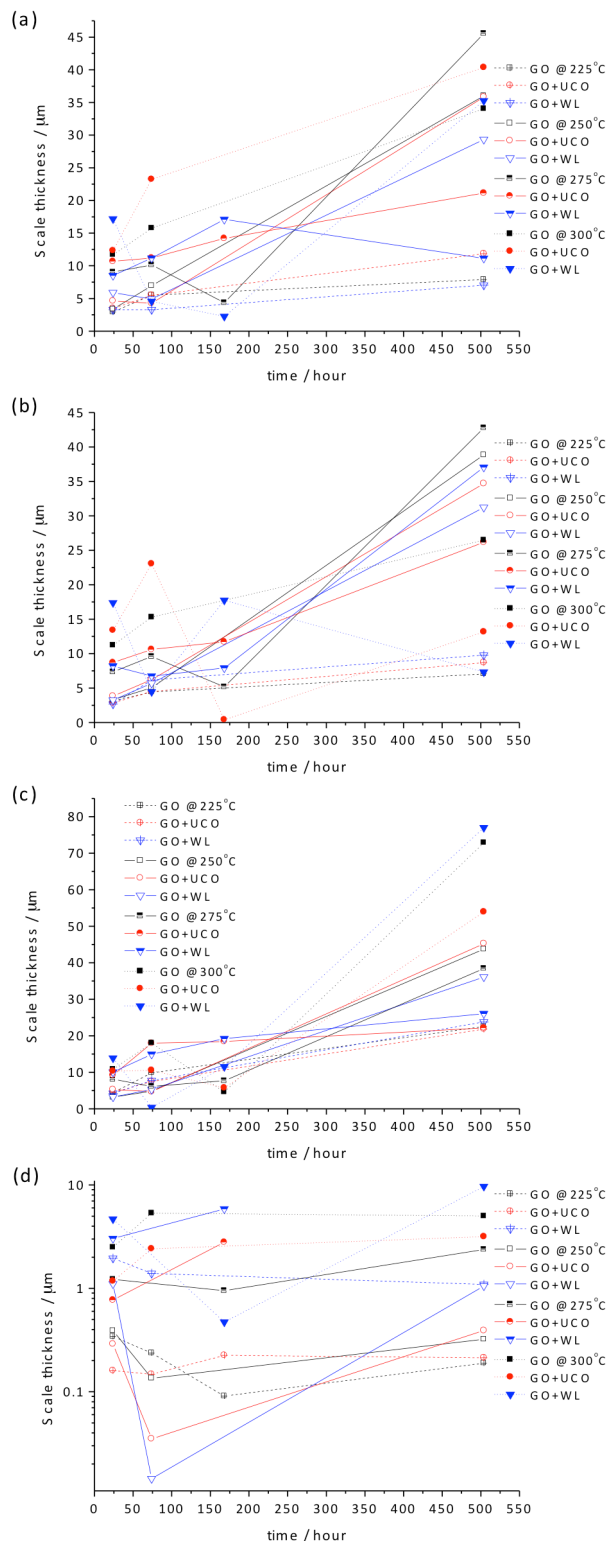 (a)
45
40
35
30
25
20
15
10
5
0
Scale thickness / µm
0 50 100 150 200 250 300 350 400 450 500 550
time / hour
GO @225°C
GO+UCO
GO+WL
GO @250°C
GO+UCO
GO+WL
GO @275°C
GO+UCO
GO+WL
GO @300°C
GO+UCO
GO+WL
(b)
45
40
35
30
25
20
15
10
5
0
Scale thickness / µm
0 50 100 150 200 250 300 350 400 450 500 550
time / hour
GO @225°C
GO+UCO
GO+WL
GO @250°C
GO+UCO
GO+WL
GO @275°C
GO+UCO
GO+WL
GO @300°C
GO+UCO
GO+WL
(c)
80
70
60
50
40
30
20
10
0
Scale thickness / µm
GO @225°C
GO+UCO
GO+WL
GO @250°C
GO+UCO
GO+WL
GO @275°C
GO+UCO
GO+WL
GO @300°C
GO+UCO
GO+WL
0 50 100 150 200 250 300 350 400 450 500 550
time / hour
(d)
10
1
0.1
Scale thickness / µm
0 50 100 150 200 250 300 350 400 450 500 550
time / hour
GO @225°C
GO+UCO
GO+WL
GO @250°C
GO+UCO
GO+WL
GO @275°C
GO+UCO
GO+WL
GO @300°C
GO+UCO
GO+WL